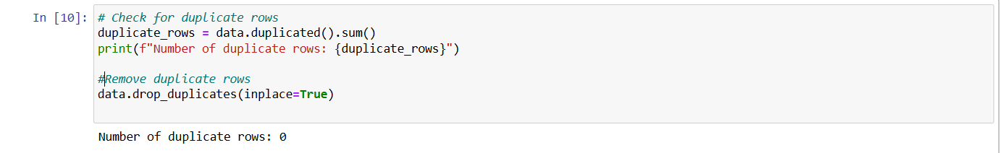 In [10]: # Check for duplicate rows
duplicate_rows = data.duplicated().sum()
print(f"Number of duplicate rows: {duplicate_rows}")
#Remove duplicate rows
data.drop_duplicates(inplace=True)
Number of duplicate rows: 0